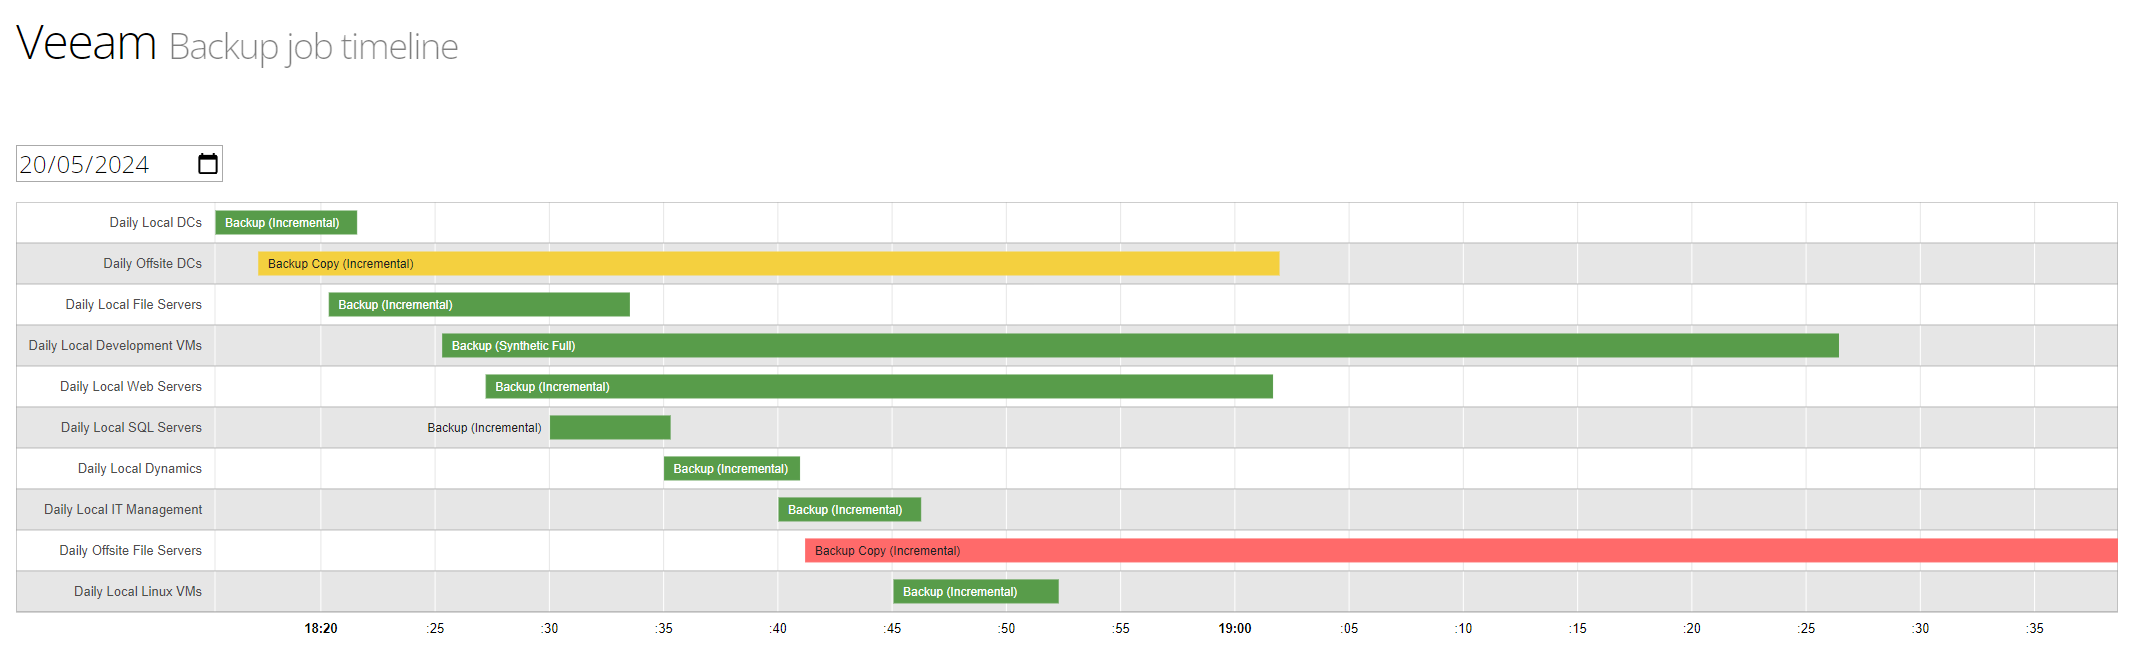 Veeam Backup job timeline
20/05/2024
Daily Local DCs Backup (Incremental)
Daily Offsite DCs Backup Copy (Incremental)
Daily Local File Servers Backup (Incremental)
Daily Local Development VMs Backup (Synthetic Full)
Daily Local Web Servers Backup (Incremental)
Daily Local SQL Servers Backup (Incremental)
Daily Local Dynamics Backup (Incremental)
Daily Local IT Management Backup (Incremental)
Daily Offsite File Servers Backup Copy (Incremental)
Daily Local Linux VMs Backup (Incremental)
18:20 :25 :30 :35 :40 :45 :50 :55 19:00 :05 :10 :15 :20 :25 :30 :35